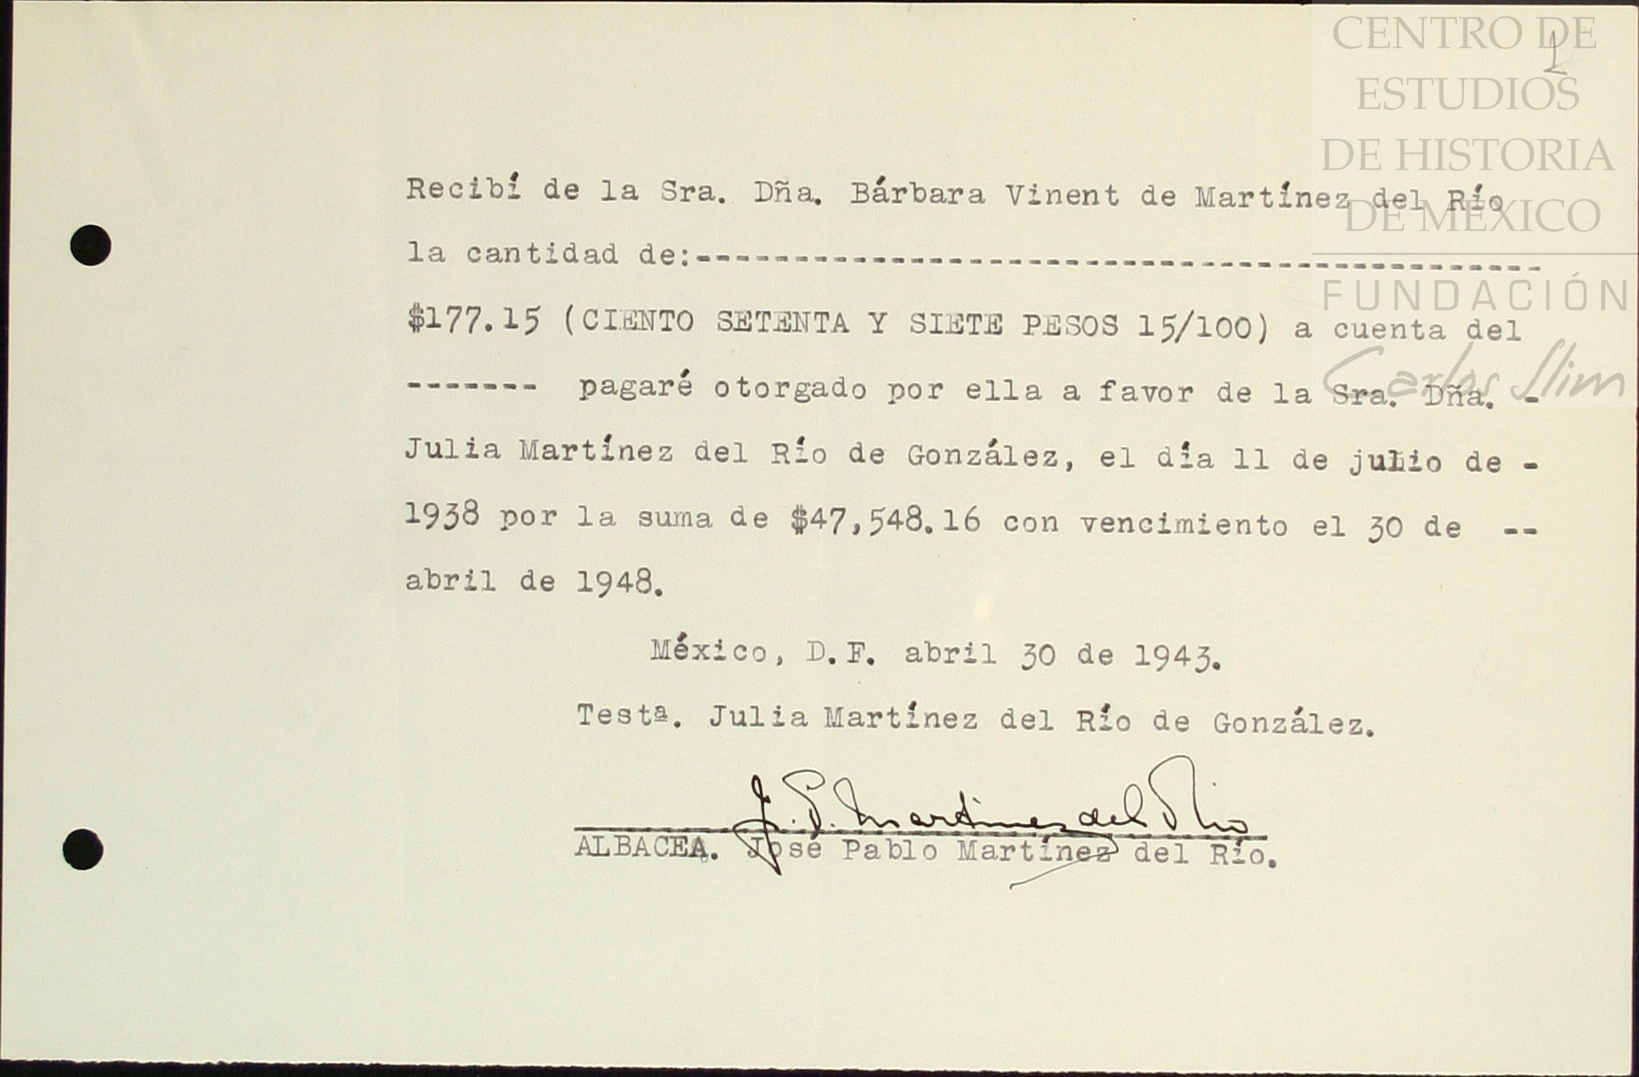 1
CENTRO DE
ESTUDIOS
DE HISTORIA
DE MÉXICO
FUNDACIÓN
Carlos Slim
Recibí de la Sra. Dña. Bárbara Vinent de Martínez del Río
la cantidad de:--------------------------------------------
$177.15 (CIENTO SETENTA Y SIETE PESOS 15/100) a cuenta del
------- pagaré otorgado por ella a favor de la Sra. Dña. -
Julia Martínez del Río de González, el día 11 de julio de -
1938 por la suma de $47,548.16 con vencimiento el 30 de --
abril de 1948.
México, D.F. abril 30 de 1943.
Testª. Julia Martínez del Río de González.
J. P. Martinez del Rio
ALBACEA. José Pablo Martínez del Río.